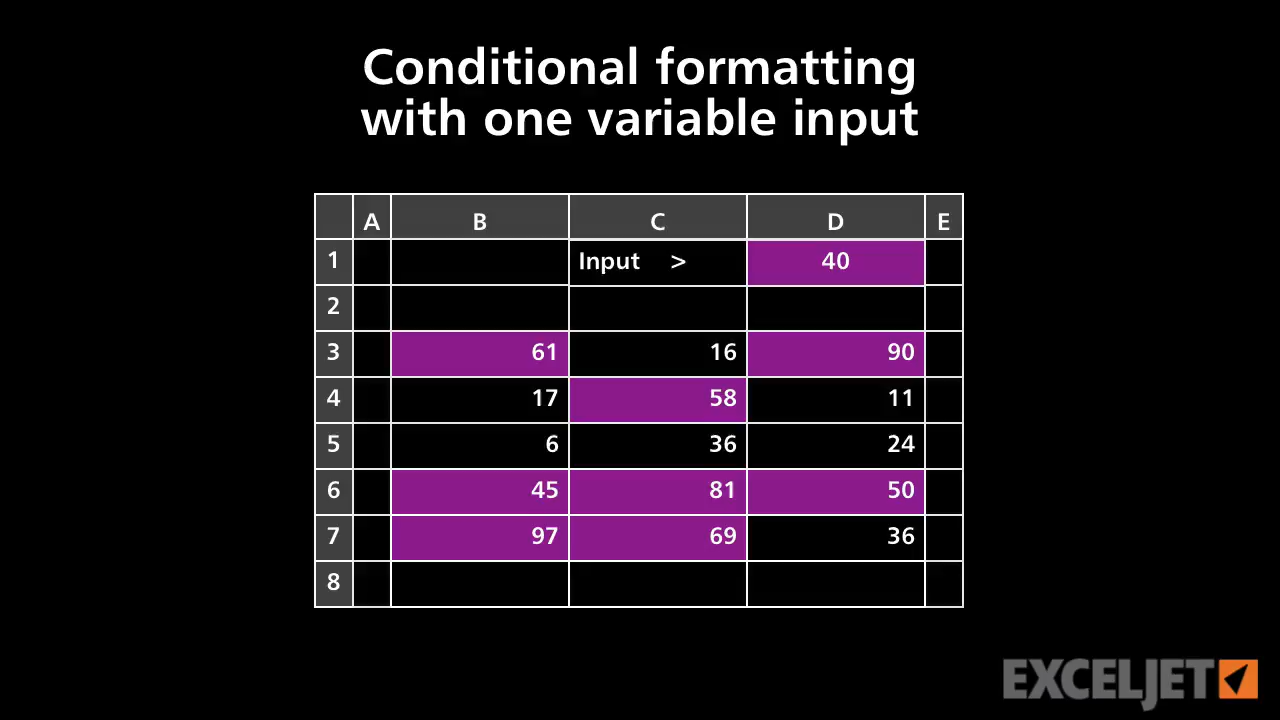 Conditional formatting
with one variable input
A B C D E
1 Input > 40
2
3 61 16 90
4 17 58 11
5 6 36 24
6 45 81 50
7 97 69 36
8
EXCELJET